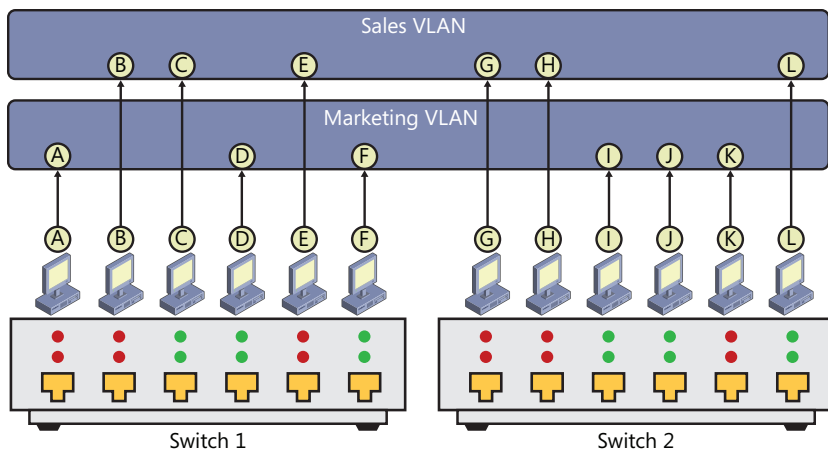 Sales VLAN
B C E G H L
Marketing VLAN
A D F I J K
A B C D E F G H I J K L
Switch 1 Switch 2